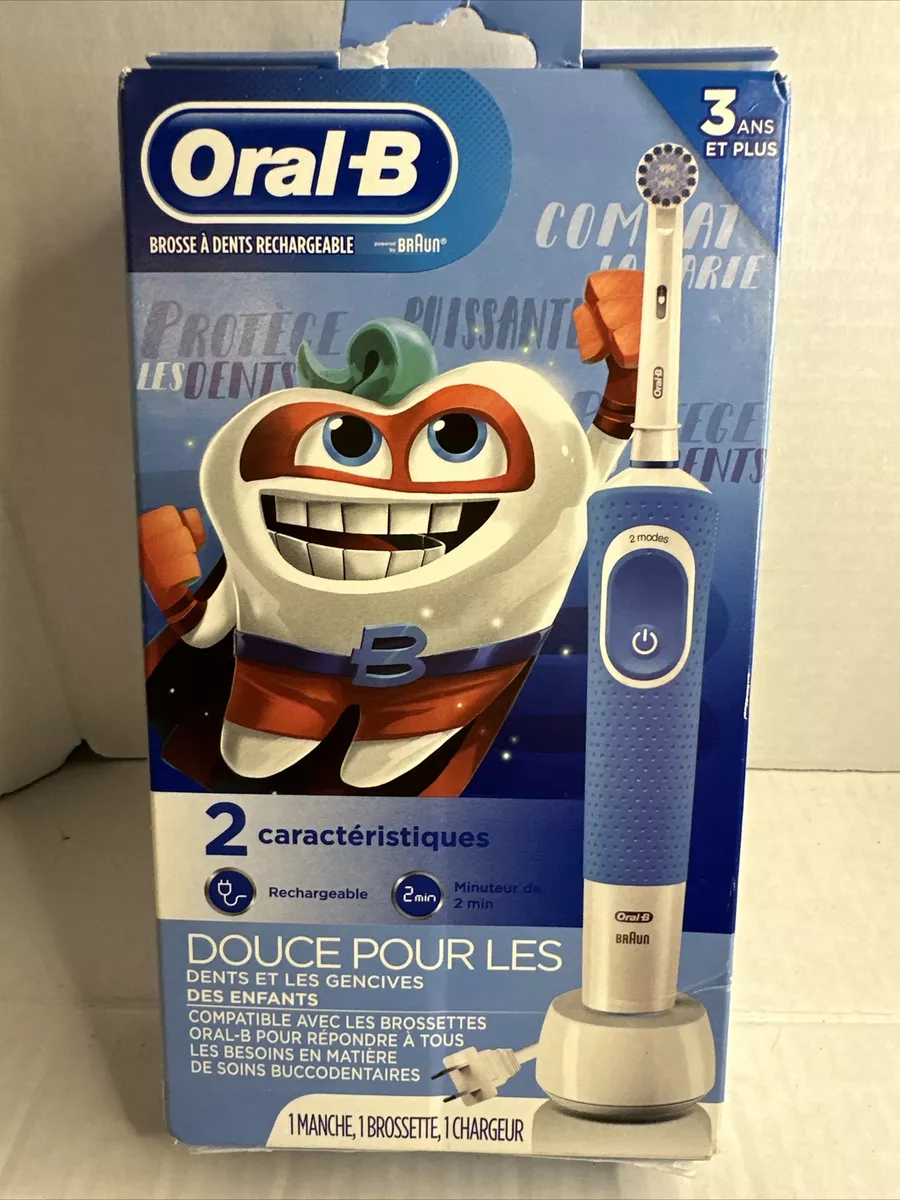 Oral-B
BROSSE À DENTS RECHARGEABLE
powered by BRAUN®
3 ANS
ET PLUS
PROTÈGE
LES DENTS
PUISSANTE
2 modes
Oral-B
B
2 caractéristiques
Rechargeable
2min
Minuteur de
2 min
Oral-B
BRAUN
DOUCE POUR LES
DENTS ET LES GENCIVES
DES ENFANTS
COMPATIBLE AVEC LES BROSSETTES
ORAL-B POUR RÉPONDRE À TOUS
LES BESOINS EN MATIÈRE
DE SOINS BUCCODENTAIRES
1 MANCHE, 1 BROSSETTE, 1 CHARGEUR